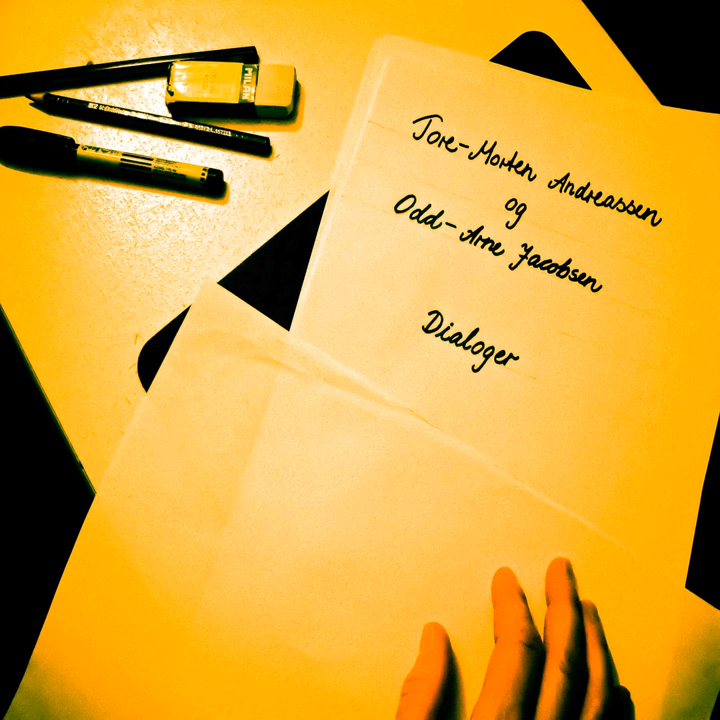 MILAN
Tore-Morten Andreassen
og
Odd-Arne Jacobsen
Dialoger